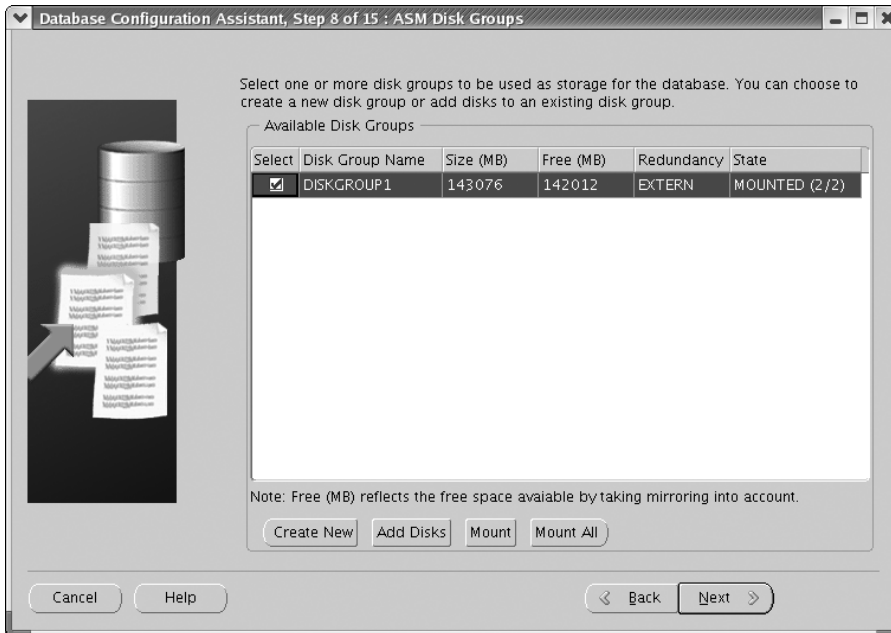 Database Configuration Assistant, Step 8 of 15 : ASM Disk Groups
Select one or more disk groups to be used as storage for the database. You can choose to
create a new disk group or add disks to an existing disk group.
Available Disk Groups
Select Disk Group Name Size (MB) Free (MB) Redundancy State
DISKGROUP1 143076 142012 EXTERN MOUNTED (2/2)
Note: Free (MB) reflects the free space avaiable by taking mirroring into account.
Create New Add Disks Mount Mount All
Cancel Help Back Next